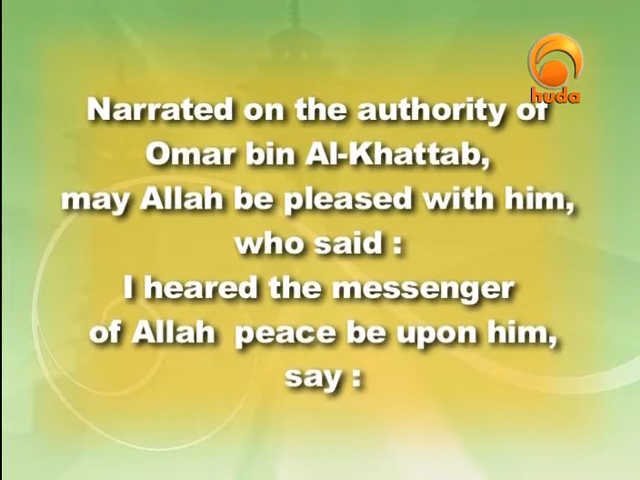 huda
Narrated on the authority of
Omar bin Al-Khattab,
may Allah be pleased with him,
who said :
I heared the messenger
of Allah  peace be upon him,
say :